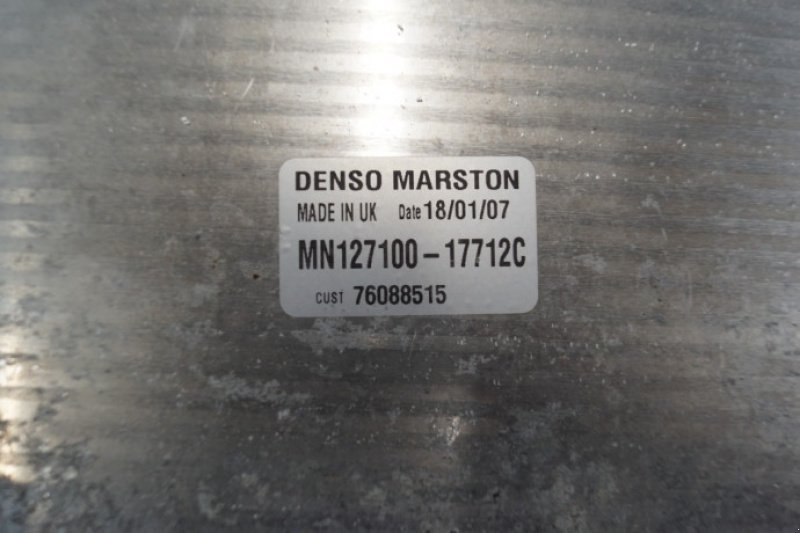 DENSO MARSTON
MADE IN UK Date 18/01/07
MN127100-17712C
CUST 76088515